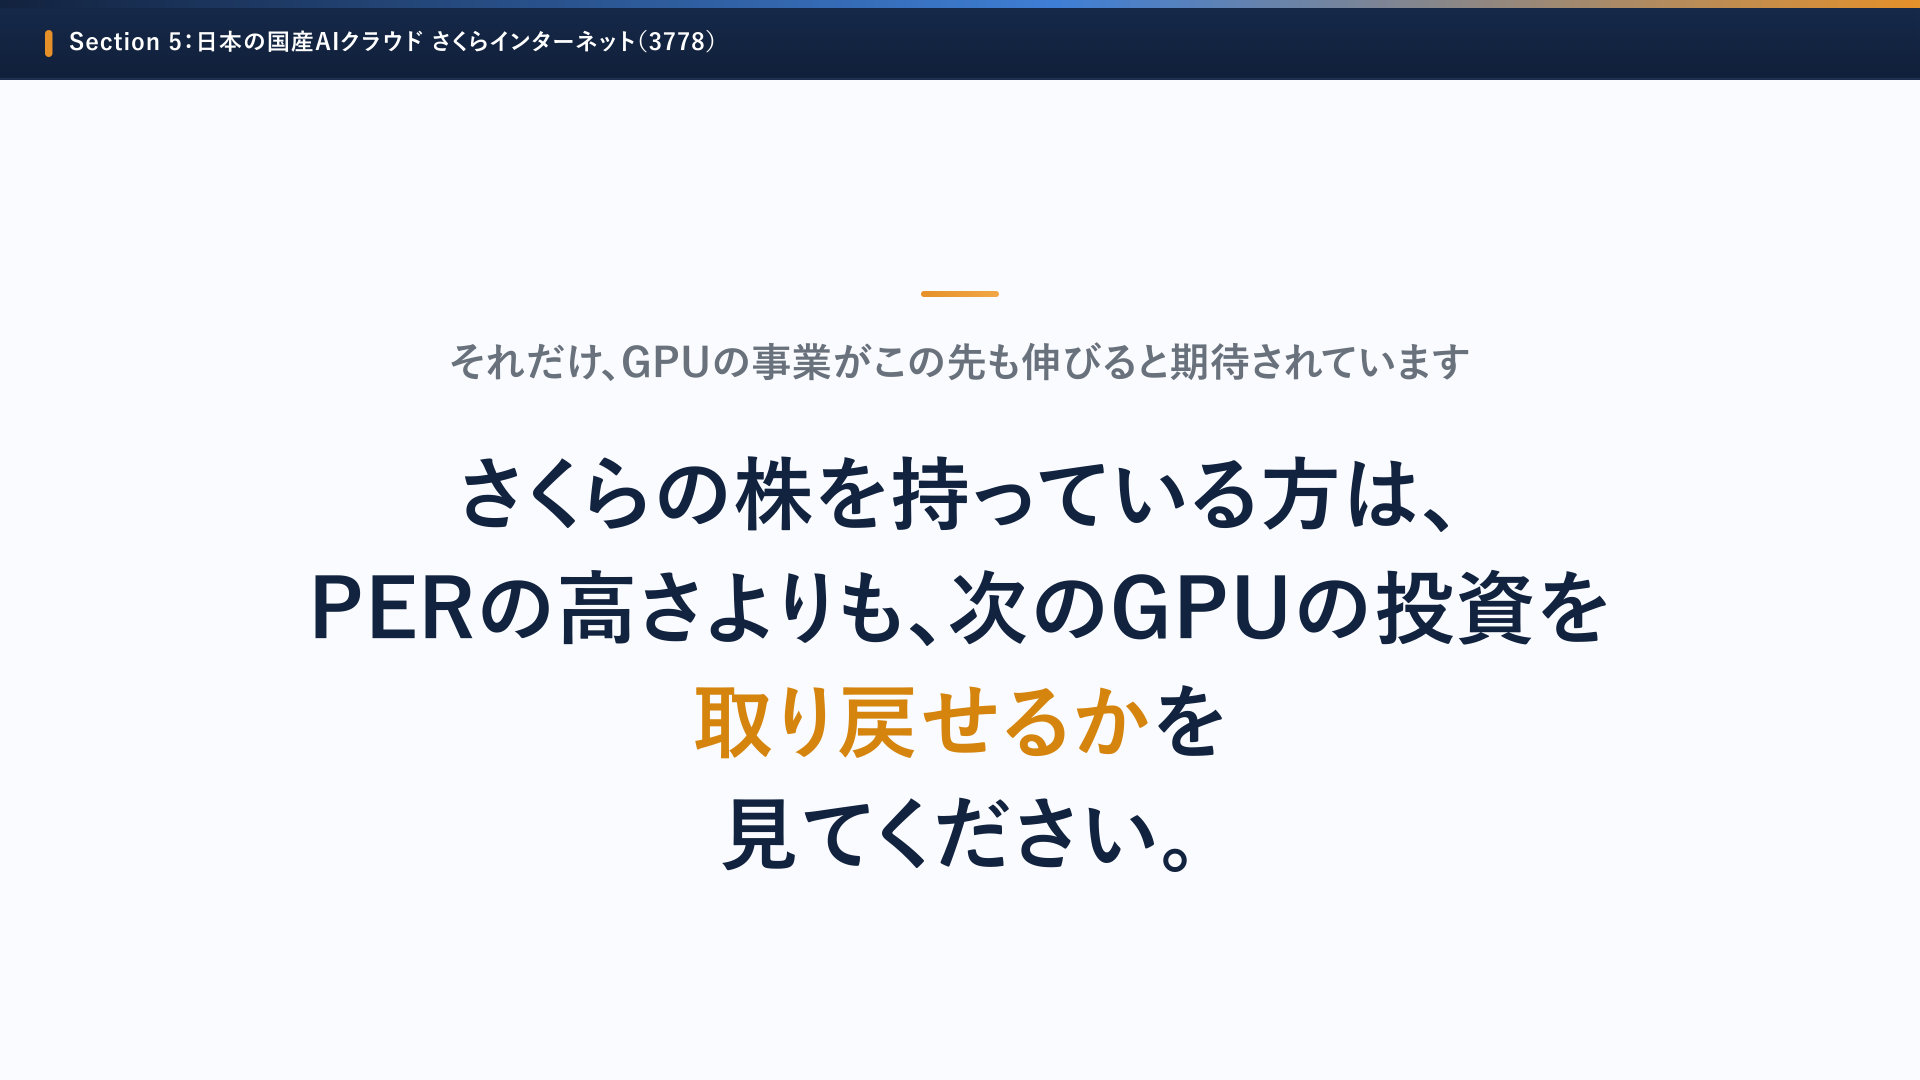 Section 5：日本の国産AIクラウド さくらインターネット（3778）
それだけ、GPUの事業がこの先も伸びると期待されています
さくらの株を持っている方は、
PERの高さよりも、次のGPUの投資を
取り戻せるかを
見てください。